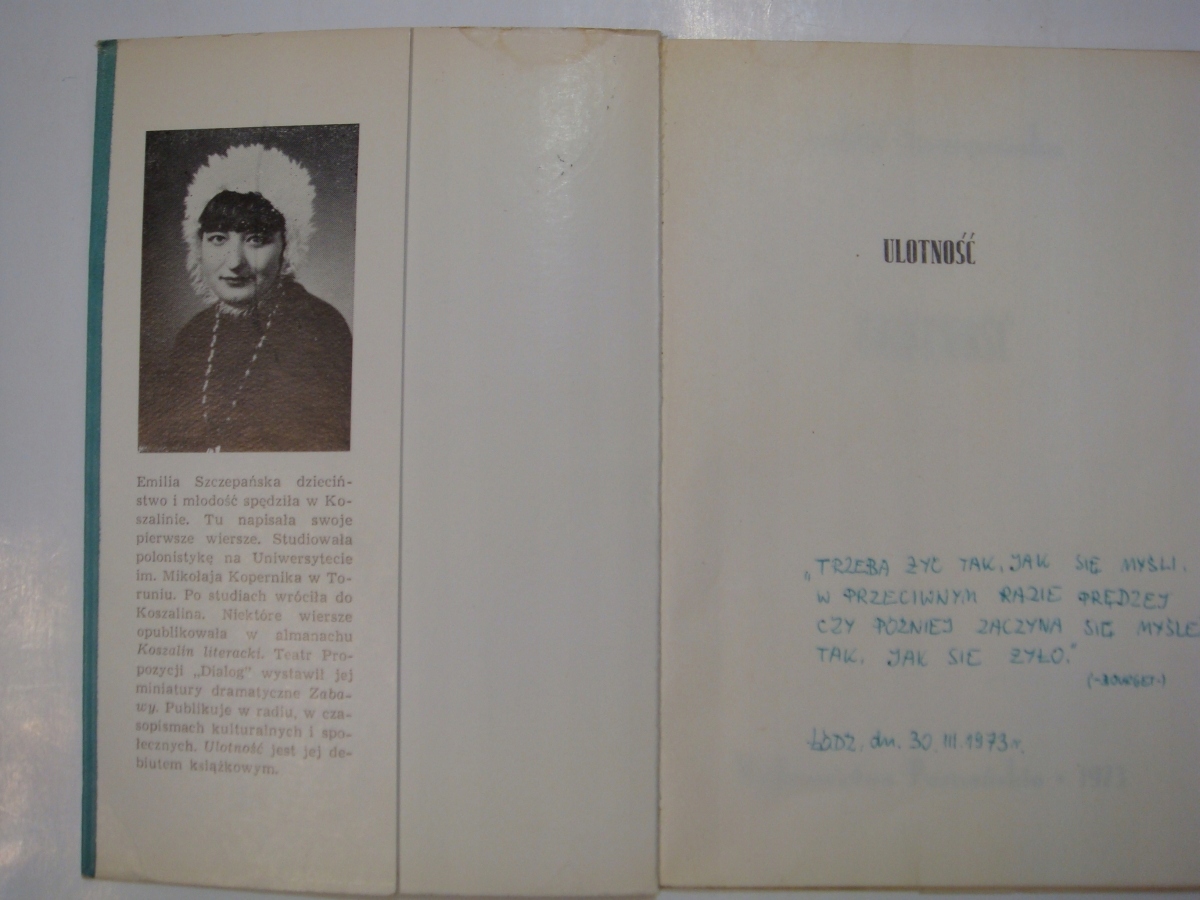 Emilia Szczepańska dzieciń-
stwo i młodość spędziła w Ko-
szalinie. Tu napisała swoje
pierwsze wiersze. Studiowała
polonistykę na Uniwersytecie
im. Mikołaja Kopernika w To-
runiu. Po studiach wróciła do
Koszalina. Niektóre wiersze
opublikowała w almanachu
Koszalin literacki. Teatr Pro-
pozycji „Dialog” wystawił jej
miniatury dramatyczne Zaba-
wy. Publikuje w radiu, w cza-
sopismach kulturalnych i spo-
łecznych. Ulotność jest jej de-
biutem książkowym.
ULOTNOŚĆ
„TRZEBA ŻYĆ TAK, JAK SIĘ MYŚLI.
W PRZECIWNYM RAZIE PRĘDZEJ
CZY PÓŹNIEJ ZACZYNA SIĘ MYŚLE
TAK, JAK SIĘ ŻYŁO.”
ŁÓDŹ, dn. 30 III.1973 r.